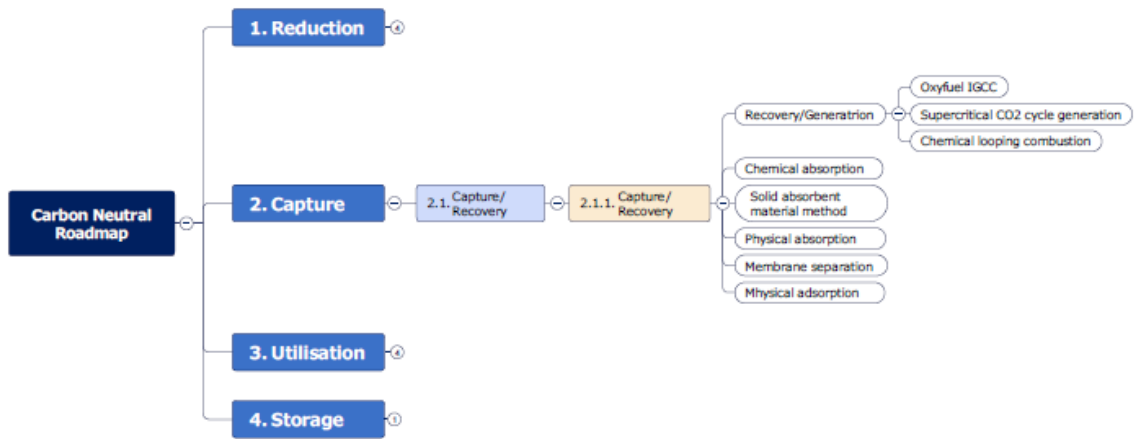 1. Reduction
4
Oxyfuel IGCC
Recovery/Generatrion
Supercritical CO2 cycle generation
Chemical looping combustion
Chemical absorption
Carbon Neutral
Roadmap
2. Capture
2.1. Capture/
Recovery
2.1.1. Capture/
Recovery
Solid absorbent
material method
Physical absorption
Membrane separation
Mhysical adsorption
3. Utilisation
4
4. Storage
1